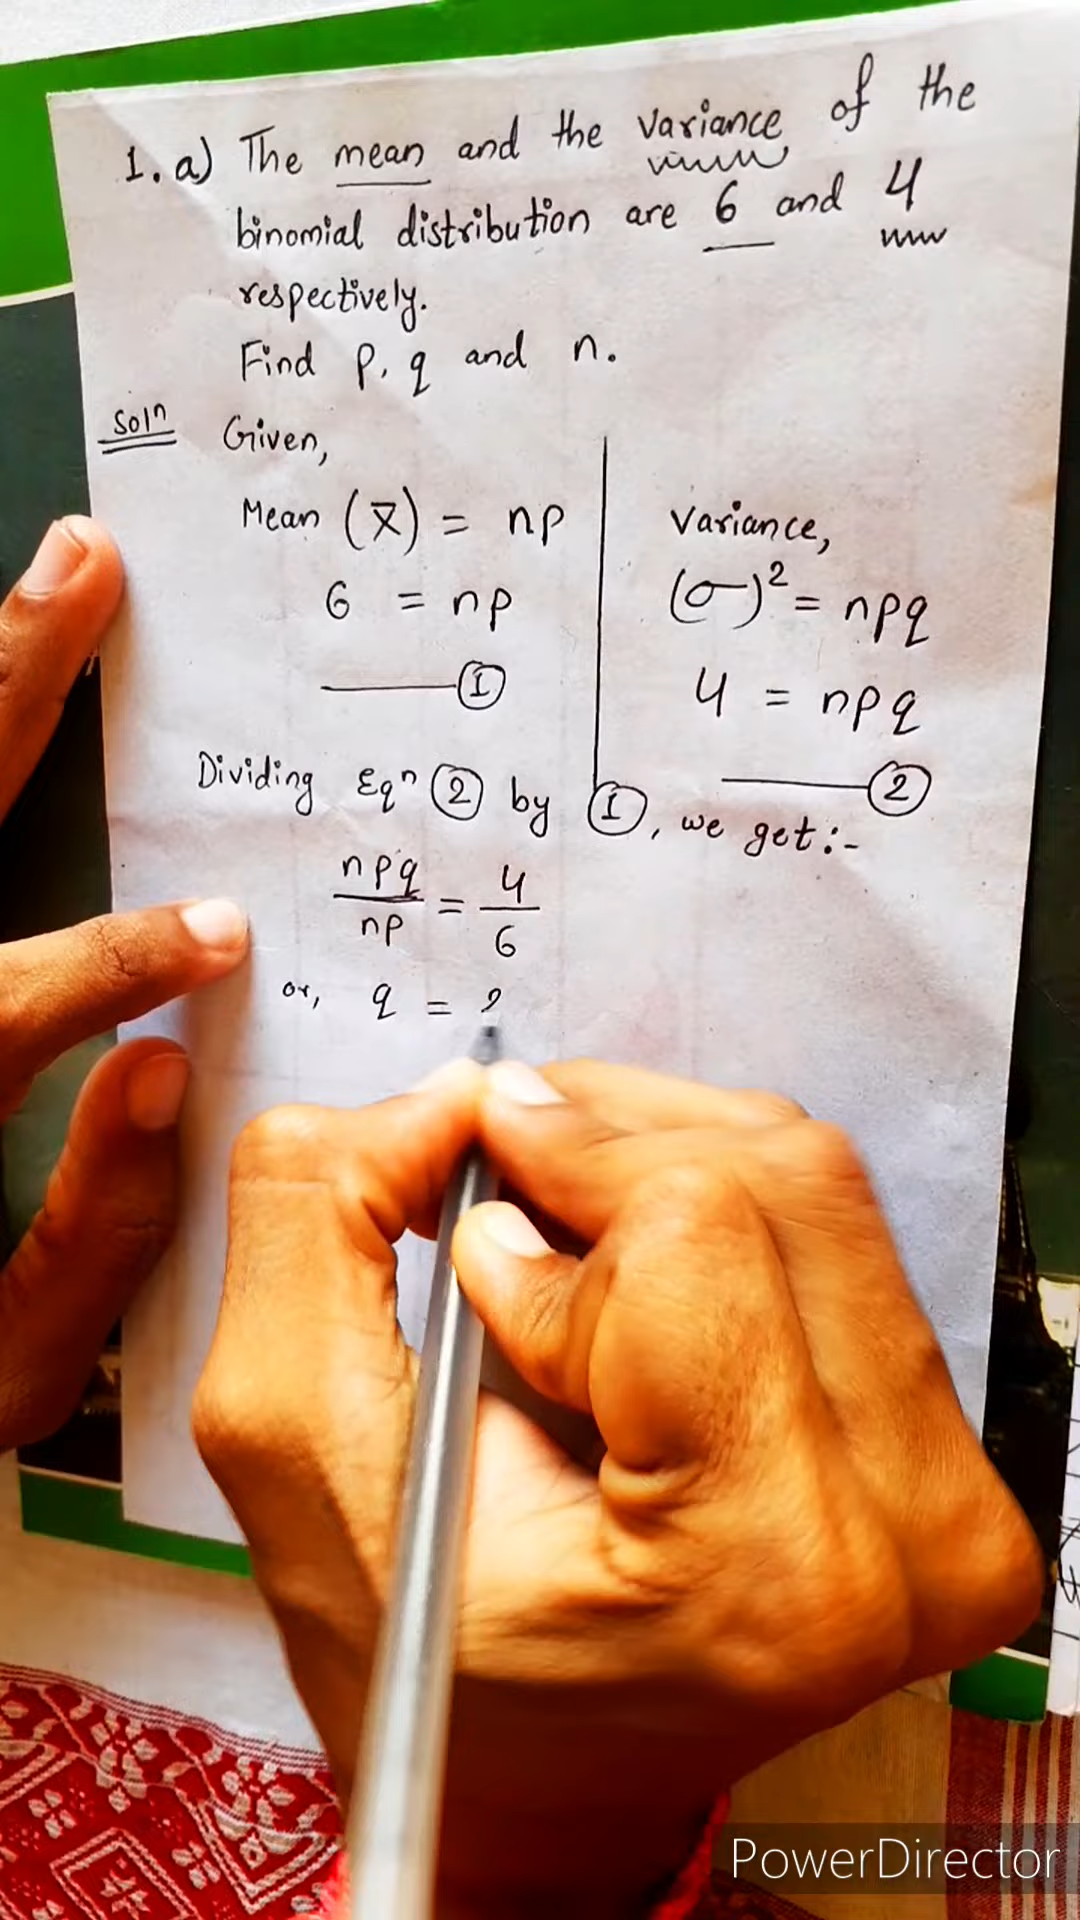 1. a) The mean and the variance of the
binomial distribution are 6 and 4
respectively.
Find p, q and n.
Solⁿ Given,
Mean (x̄) = np
6 = np
①
Variance,
(σ)² = npq
4 = npq
②
Dividing Eqⁿ ② by ①, we get:-
npq/np = 4/6
or, q = 2
PowerDirector